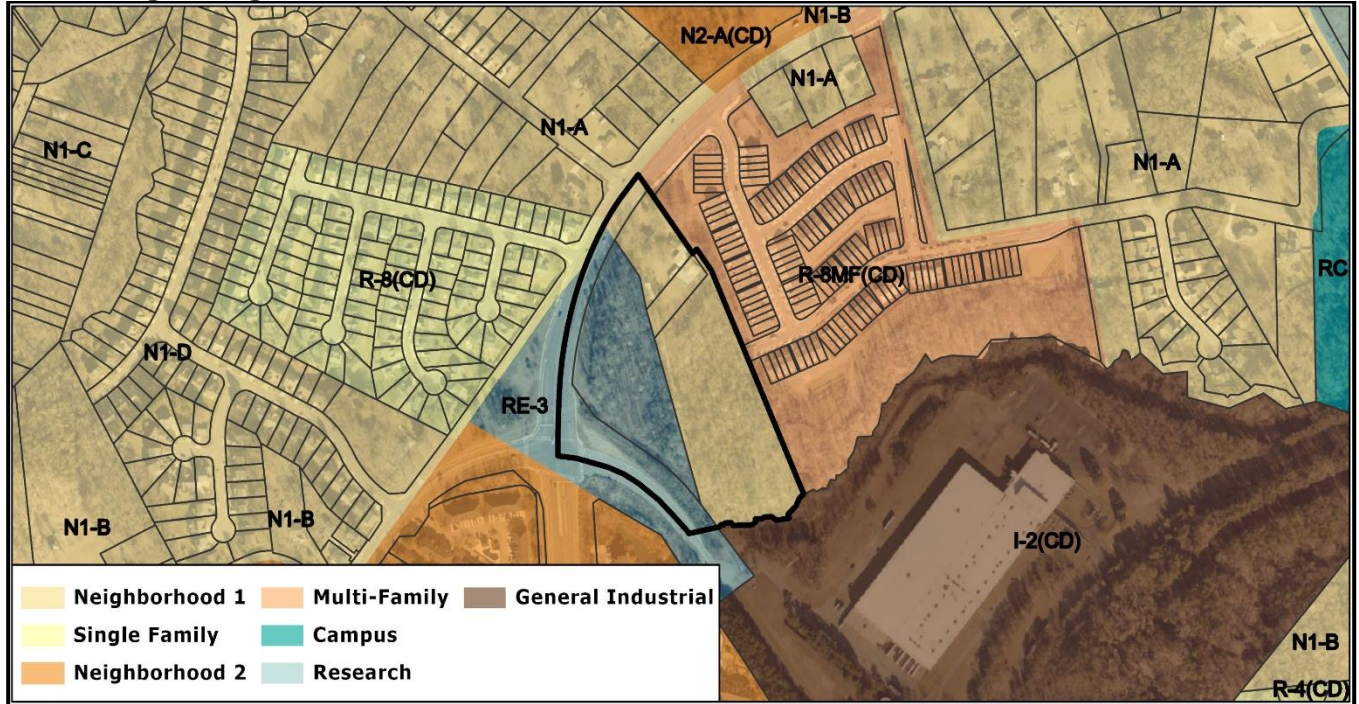 N1-B
N2-A(CD)
N1-A
N1-A
N1-C
N1-A
R-8(CD)
R-8MF(CD)
RC
N1-D
RE-3
N1-B
N1-B
I-2(CD)
N1-B
R-4(CD)
Neighborhood 1
Multi-Family
General Industrial
Single Family
Campus
Neighborhood 2
Research